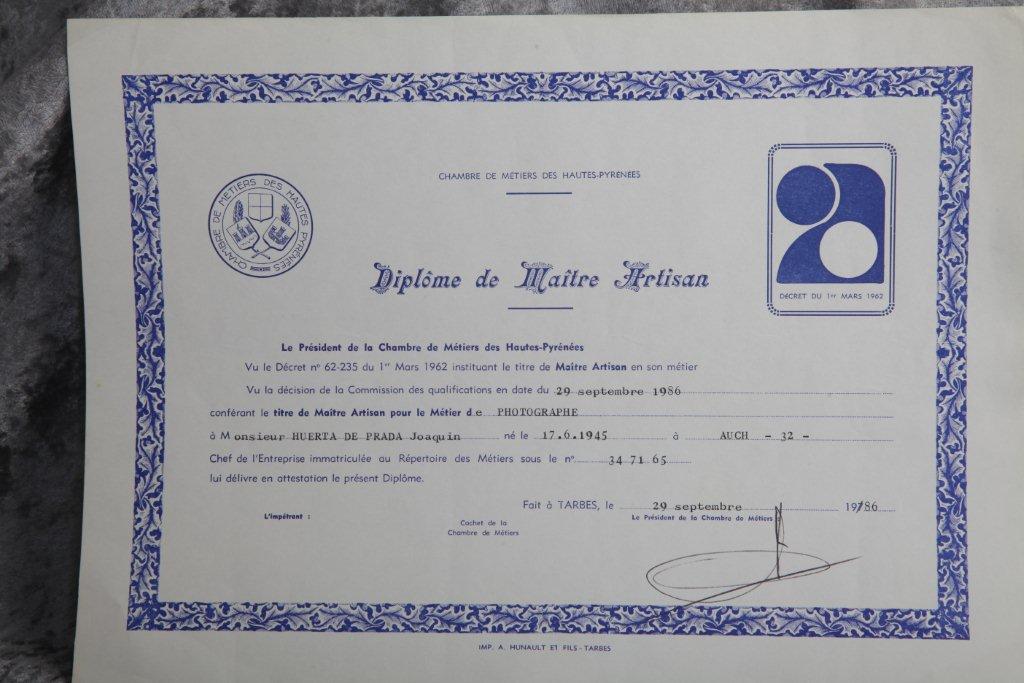 CHAMBRE DE MÉTIERS DES HAUTES-PYRÉNÉES
CHAMBRE DE METIERS DES HAUTES PYRÉNÉES
DÉCRET DU 1er MARS 1962
Diplôme de Maître Artisan
Le Président de la Chambre de Métiers des Hautes-Pyrénées
Vu le Décret nº 62-235 du 1er Mars 1962 instituant le titre de Maître Artisan en son métier
Vu la décision de la Commission des qualifications en date du 29 septembre 1986
conférant le titre de Maître Artisan pour le Métier de PHOTOGRAPHE
à Monsieur HUERTA DE PRADA Joaquin né le 17.6.1945 à AUCH - 32 -
Chef de l'Entreprise immatriculée au Répertoire des Métiers sous le nº 34 71 65
lui délivre en attestation le présent Diplôme.
Fait à TARBES, le 29 septembre 19/86
L'impétrant :
Cachet de la
Chambre de Métiers
Le Président de la Chambre de Métiers :
IMP. A. HUNAULT ET FILS - TARBES